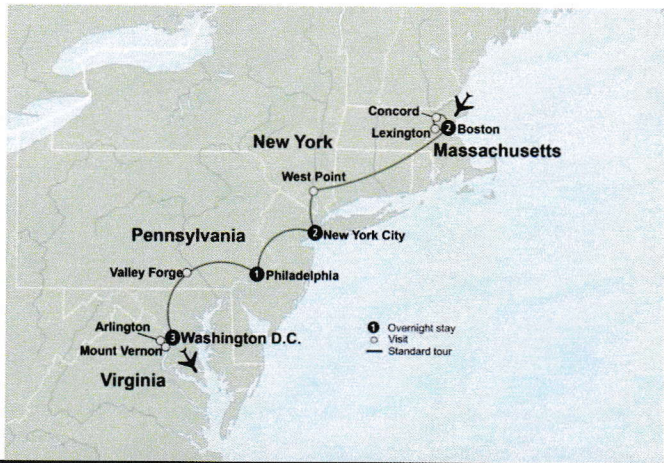 Concord
Lexington
2 Boston
Massachusetts
New York
West Point
2 New York City
Pennsylvania
1 Philadelphia
Valley Forge
Arlington
3 Washington D.C.
Mount Vernon
Virginia
1 Overnight stay
Visit
Standard tour